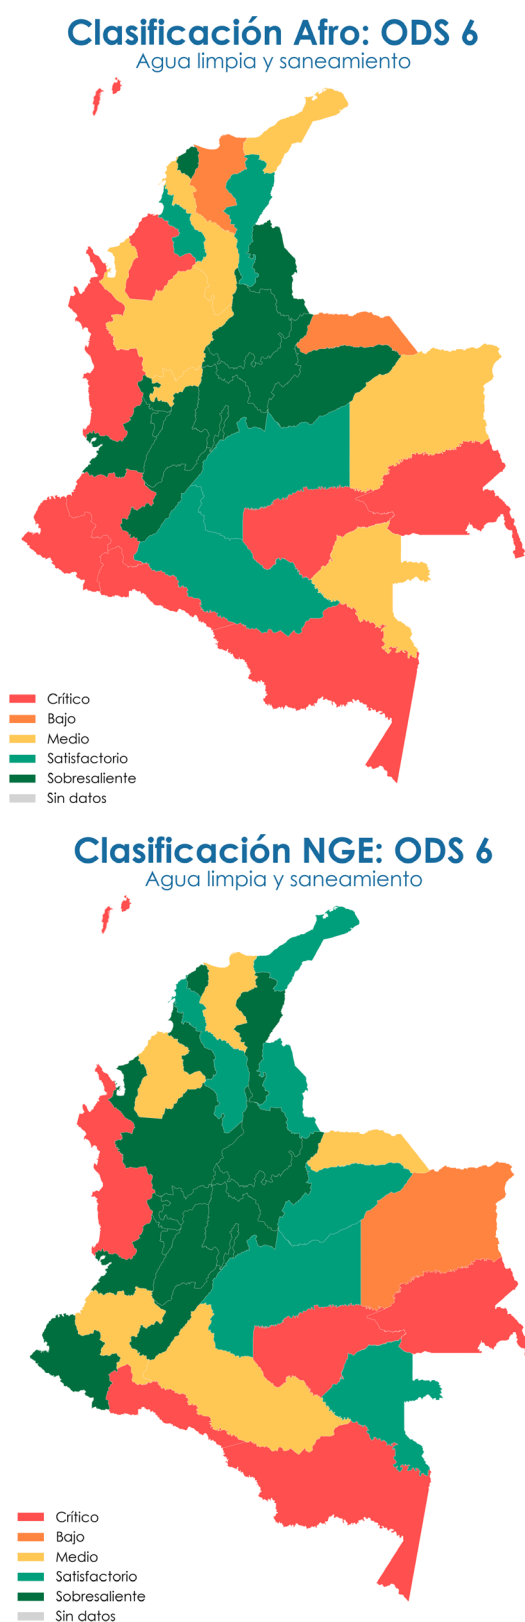 Clasificación Afro: ODS 6
Agua limpia y saneamiento
Crítico
Bajo
Medio
Satisfactorio
Sobresaliente
Sin datos
Clasificación NGE: ODS 6
Agua limpia y saneamiento
Crítico
Bajo
Medio
Satisfactorio
Sobresaliente
Sin datos